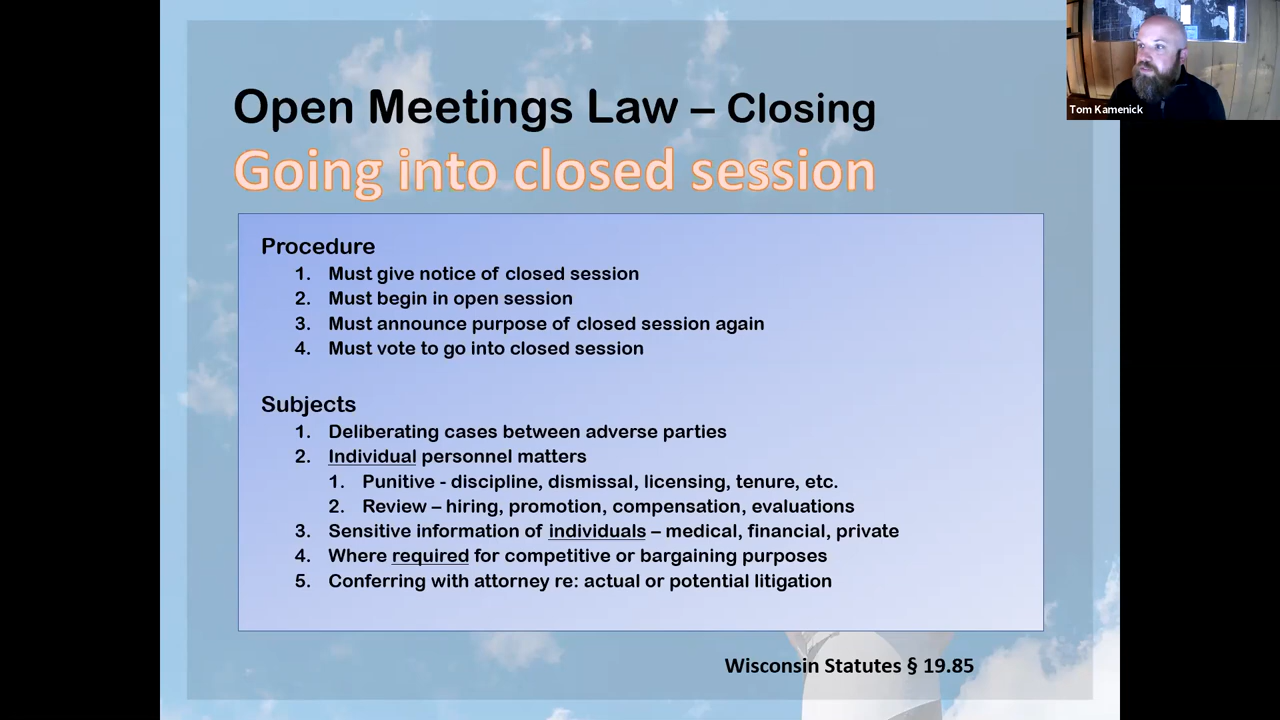 Open Meetings Law – Closing
Going into closed session
Procedure
1. Must give notice of closed session
2. Must begin in open session
3. Must announce purpose of closed session again
4. Must vote to go into closed session
Subjects
1. Deliberating cases between adverse parties
2. Individual personnel matters
1. Punitive - discipline, dismissal, licensing, tenure, etc.
2. Review – hiring, promotion, compensation, evaluations
3. Sensitive information of individuals – medical, financial, private
4. Where required for competitive or bargaining purposes
5. Conferring with attorney re: actual or potential litigation
Wisconsin Statutes § 19.85
Tom Kamenick